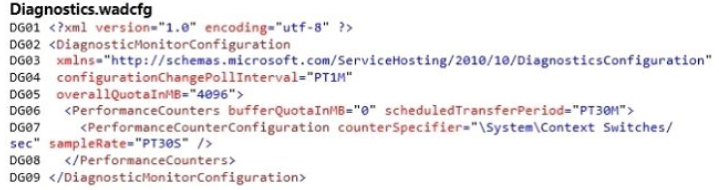 Diagnostics.wadcfg
DG01 <?xml version="1.0" encoding="utf-8" ?>
DG02 <DiagnosticMonitorConfiguration
DG03 xmlns="http://schemas.microsoft.com/ServiceHosting/2010/10/DiagnosticsConfiguration"
DG04 configurationChangePollInterval="PT1M"
DG05 overallQuotaInMB="4096">
DG06 <PerformanceCounters bufferQuotaInMB="0" scheduledTransferPeriod="PT30M">
DG07 <PerformanceCounterConfiguration counterSpecifier="\System\Context Switches/
sec" sampleRate="PT30S" />
DG08 </PerformanceCounters>
DG09 </DiagnosticMonitorConfiguration>